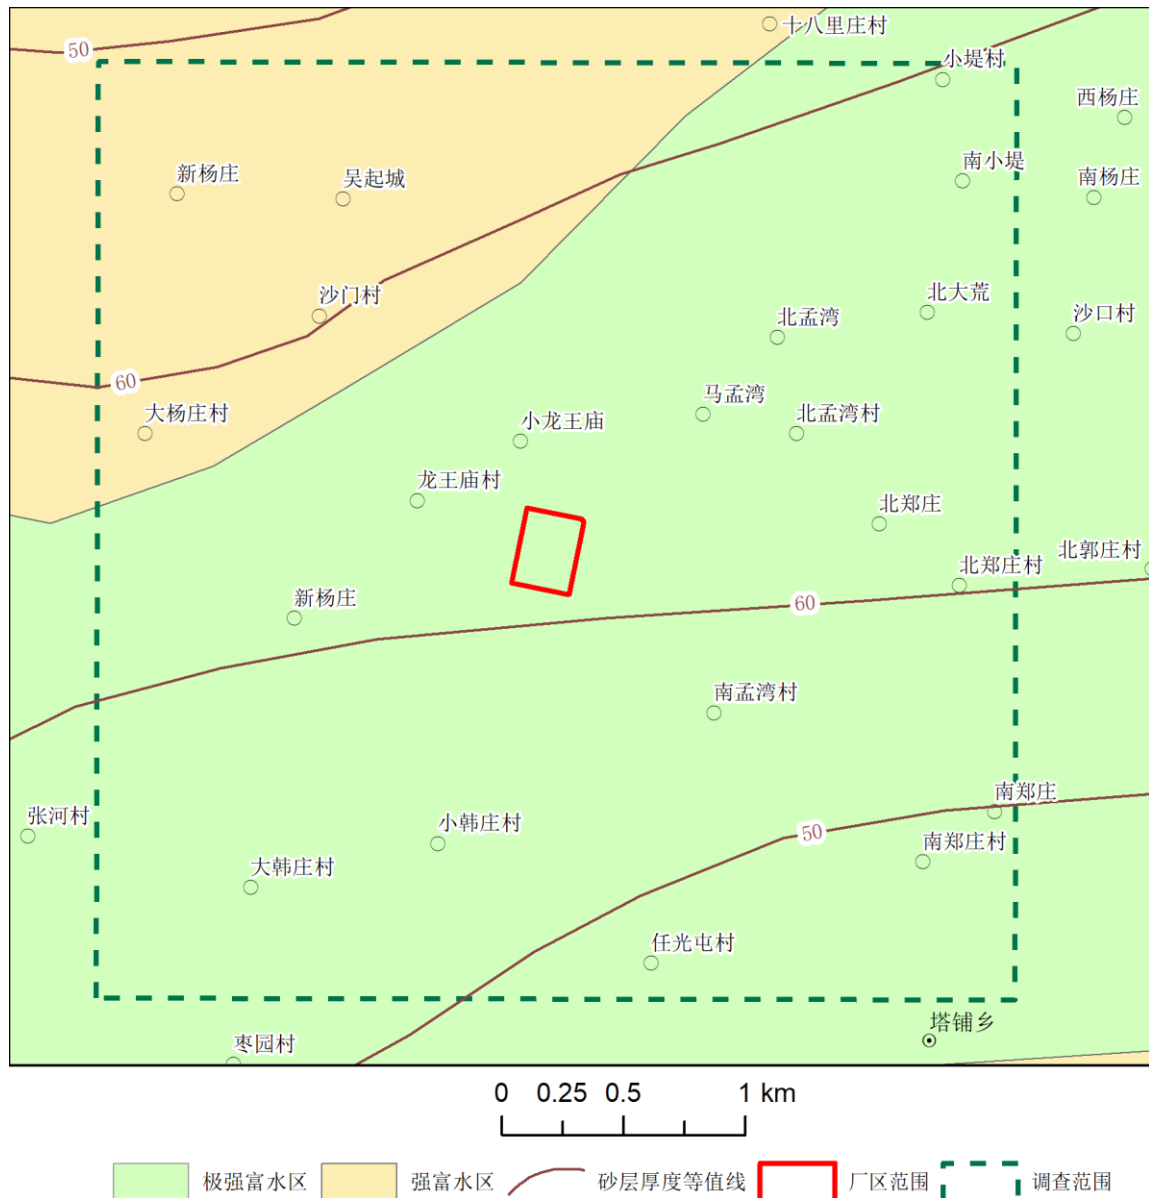 十八里庄村
50
小堤村
西杨庄
新杨庄
吴起城
南小堤
南杨庄
沙门村
北大荒
北孟湾
沙口村
60
大杨庄村
小龙王庙
马孟湾
北孟湾村
龙王庙村
北郑庄
北郑庄村
北郭庄村
新杨庄
60
南孟湾村
张河村
小韩庄村
50
南郑庄
大韩庄村
南郑庄村
任光屯村
塔铺乡
枣园村
0 0.25 0.5 1 km
极强富水区 强富水区 砂层厚度等值线 厂区范围 调查范围